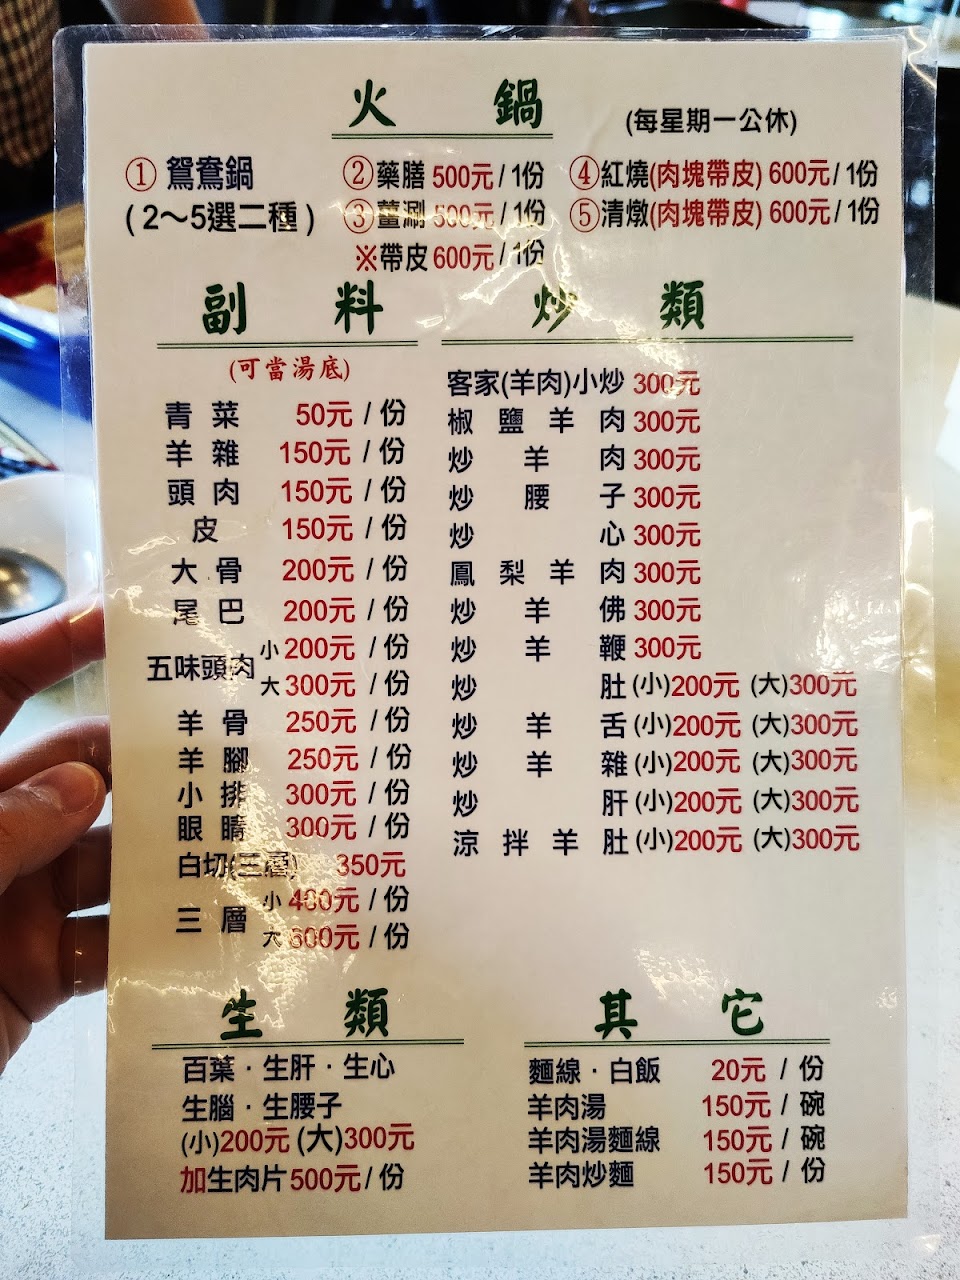 火鍋
(每星期一公休)
① 鴛鴦鍋
(2～5選二種)
② 藥膳 500元/1份
③ 薑涮 500元/1份
※帶皮 600元/1份
④ 紅燒(肉塊帶皮) 600元/1份
⑤ 清燉(肉塊帶皮) 600元/1份
副料
(可當湯底)
青菜 50元/份
羊雜 150元/份
頭肉 150元/份
皮 150元/份
大骨 200元/份
尾巴 200元/份
五味頭肉 小 200元/份
大 300元/份
羊骨 250元/份
羊腳 250元/份
小排 300元/份
眼睛 300元/份
白切(三層) 350元
三層 小 400元/份
大 600元/份
炒類
客家(羊肉)小炒 300元
椒鹽羊肉 300元
炒羊肉 300元
炒腰子 300元
炒心 300元
鳳梨羊肉 300元
炒羊佛 300元
炒羊鞭 300元
炒肚 (小)200元 (大)300元
炒羊舌 (小)200元 (大)300元
炒羊雜 (小)200元 (大)300元
炒肝 (小)200元 (大)300元
涼拌羊肚 (小)200元 (大)300元
生類
百葉·生肝·生心
生腦·生腰子
(小)200元 (大)300元
加生肉片 500元/份
其它
麵線·白飯 20元/份
羊肉湯 150元/碗
羊肉湯麵線 150元/碗
羊肉炒麵 150元/份